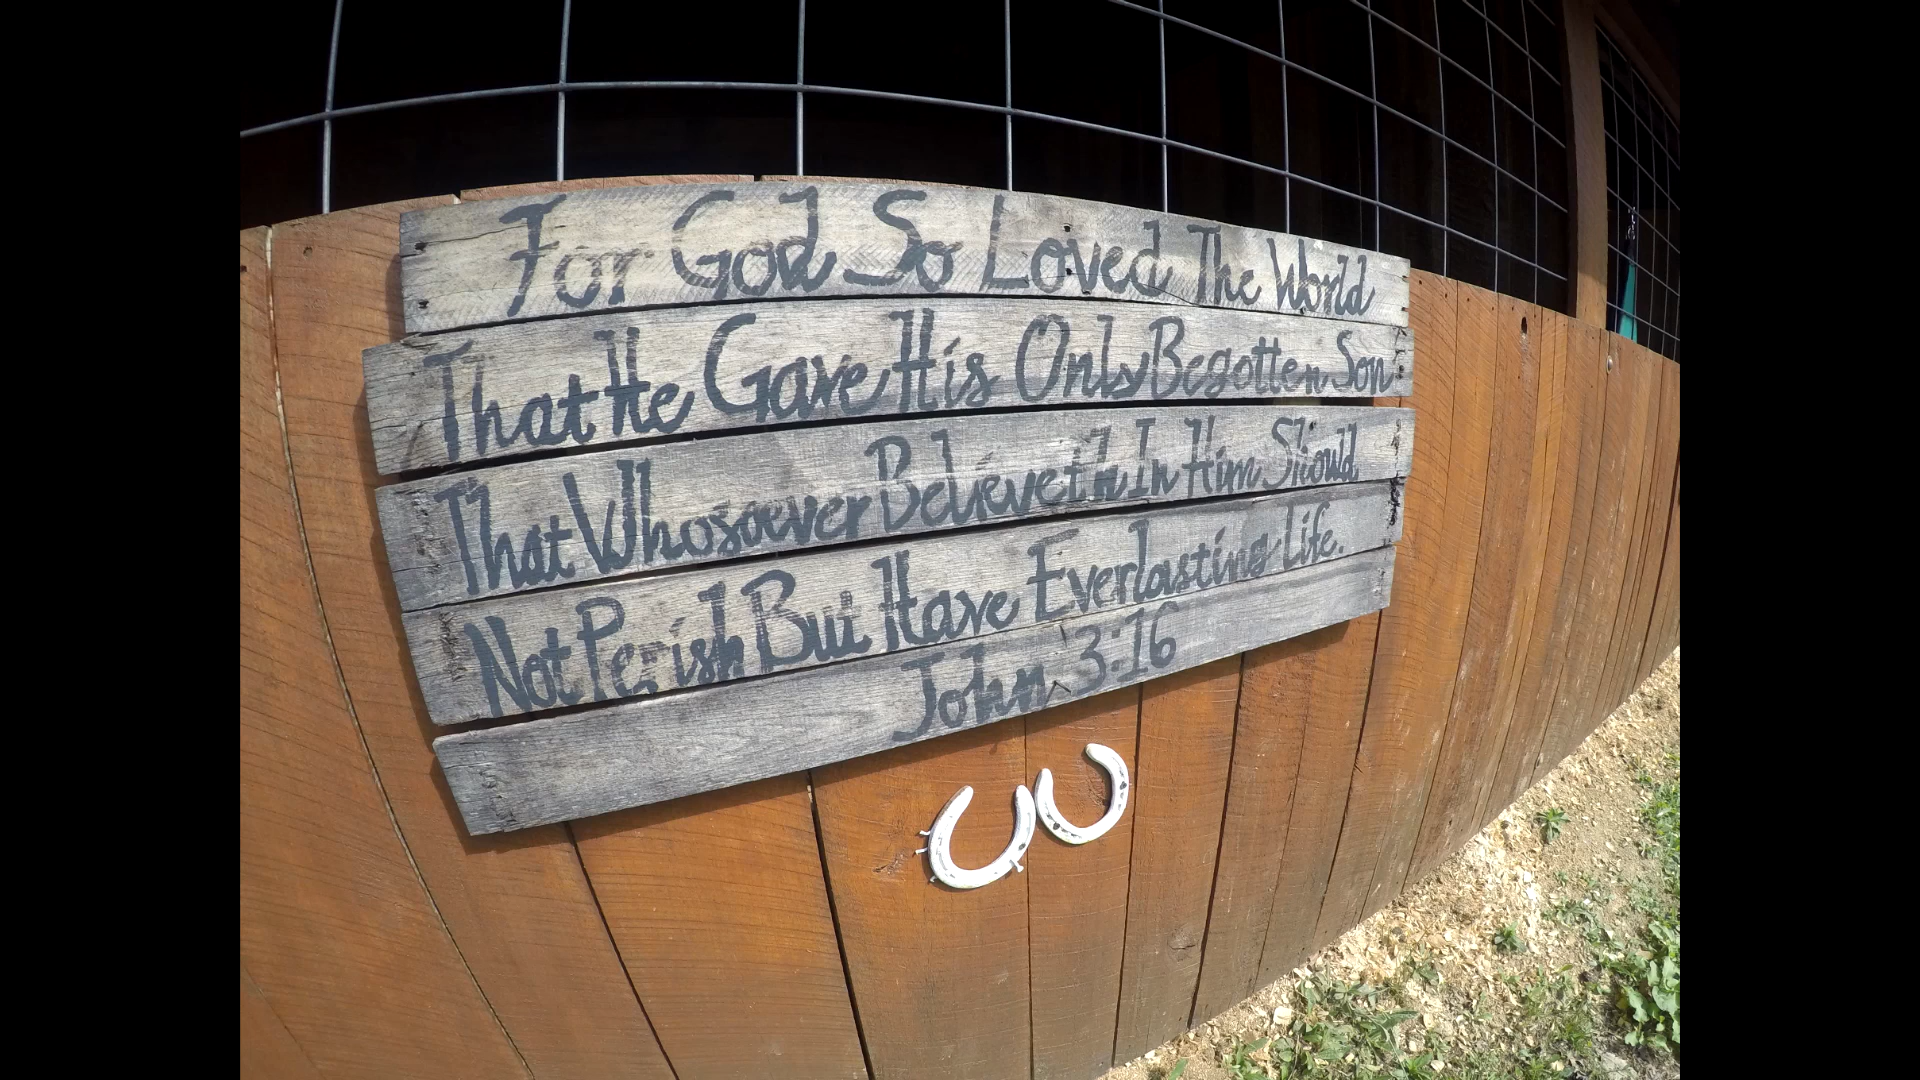 For God So Loved The World
That He Gave His Only Begotten Son
That Whosoever Believeth In Him Should
Not Perish But Have Everlasting Life.
John 3:16